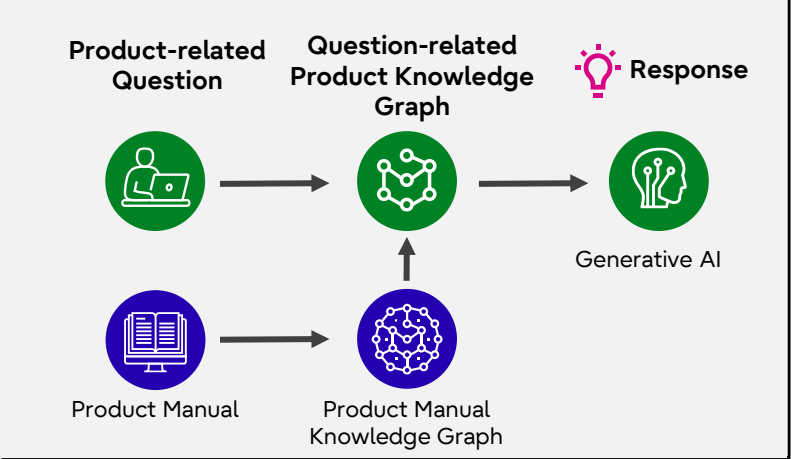 Product-related
Question
Question-related
Product Knowledge
Graph
Response
Generative AI
Product Manual
Product Manual
Knowledge Graph